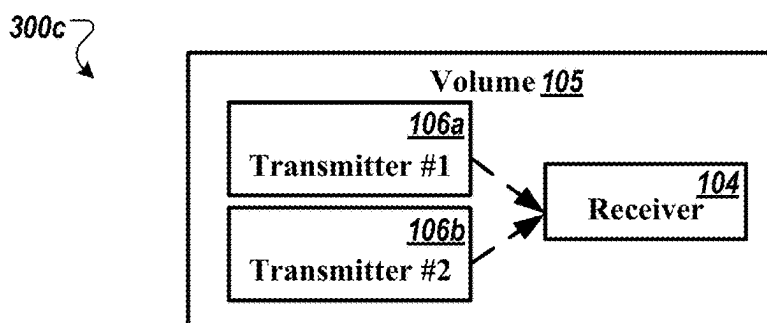 300c
Volume 105
106a
Transmitter #1
104
Receiver
106b
Transmitter #2